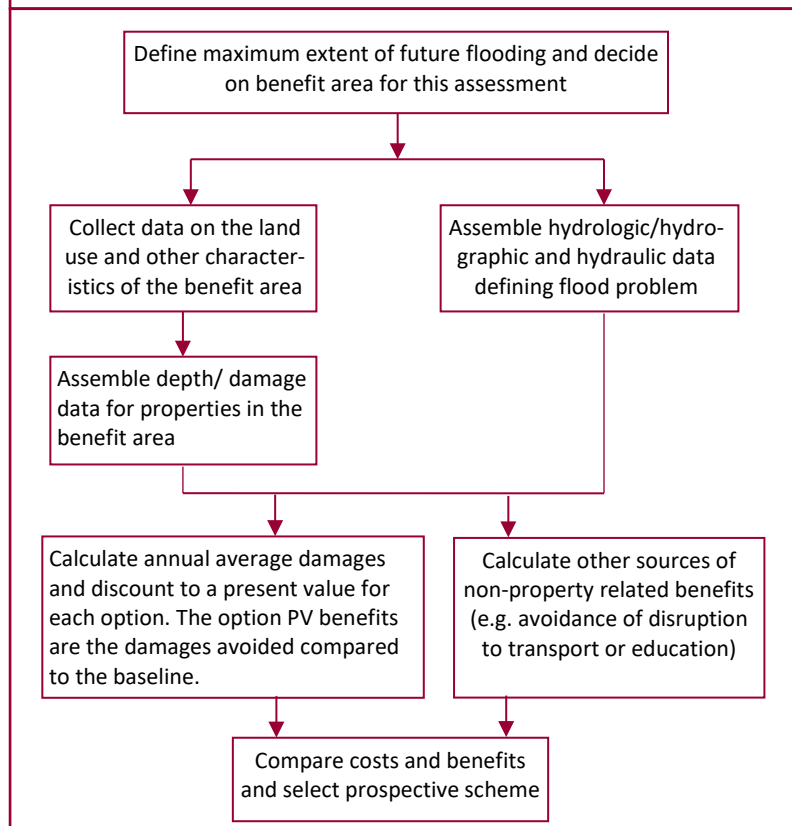 Define maximum extent of future flooding and decide
on benefit area for this assessment
Collect data on the land
use and other character-
istics of the benefit area
Assemble hydrologic/hydro-
graphic and hydraulic data
defining flood problem
Assemble depth/ damage
data for properties in the
benefit area
Calculate annual average damages
and discount to a present value for
each option. The option PV benefits
are the damages avoided compared
to the baseline.
Calculate other sources of
non-property related benefits
(e.g. avoidance of disruption
to transport or education)
Compare costs and benefits
and select prospective scheme